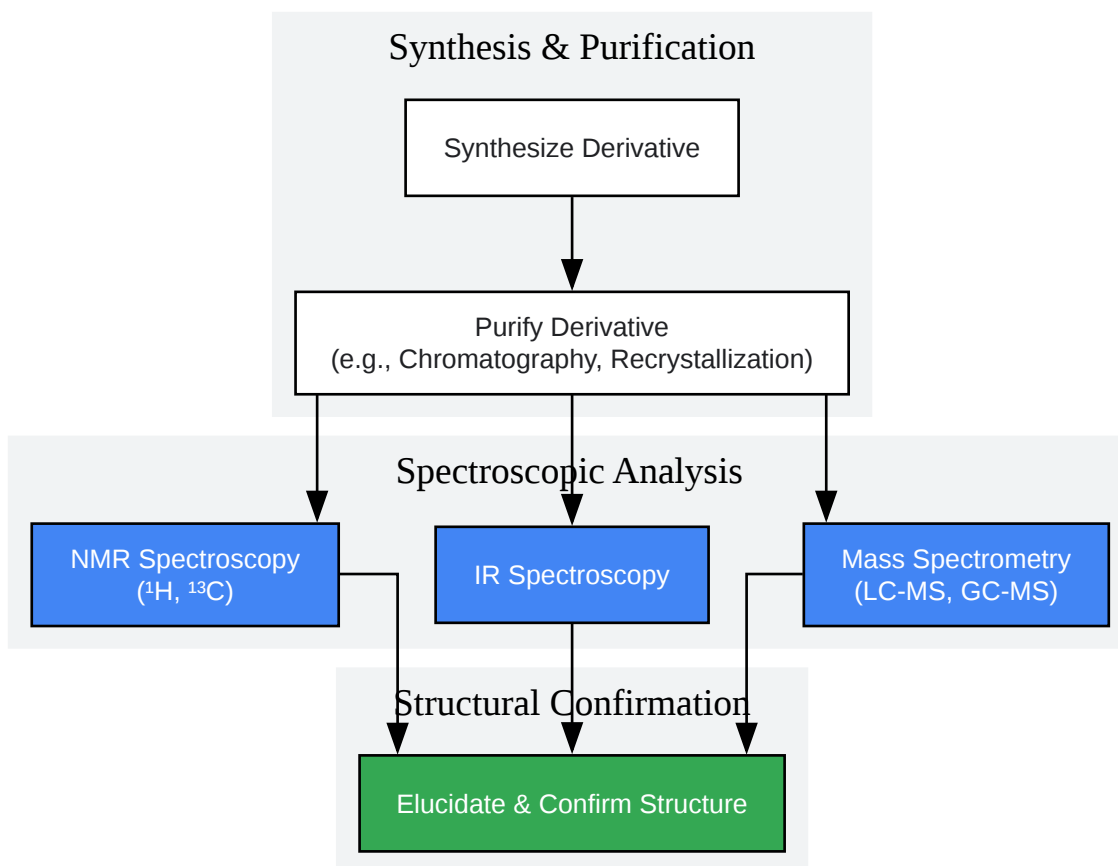 Synthesis & Purification
Synthesize Derivative
Purify Derivative
(e.g., Chromatography, Recrystallization)
Spectroscopic Analysis
NMR Spectroscopy
(¹H, ¹³C)
IR Spectroscopy
Mass Spectrometry
(LC-MS, GC-MS)
Structural Confirmation
Elucidate & Confirm Structure